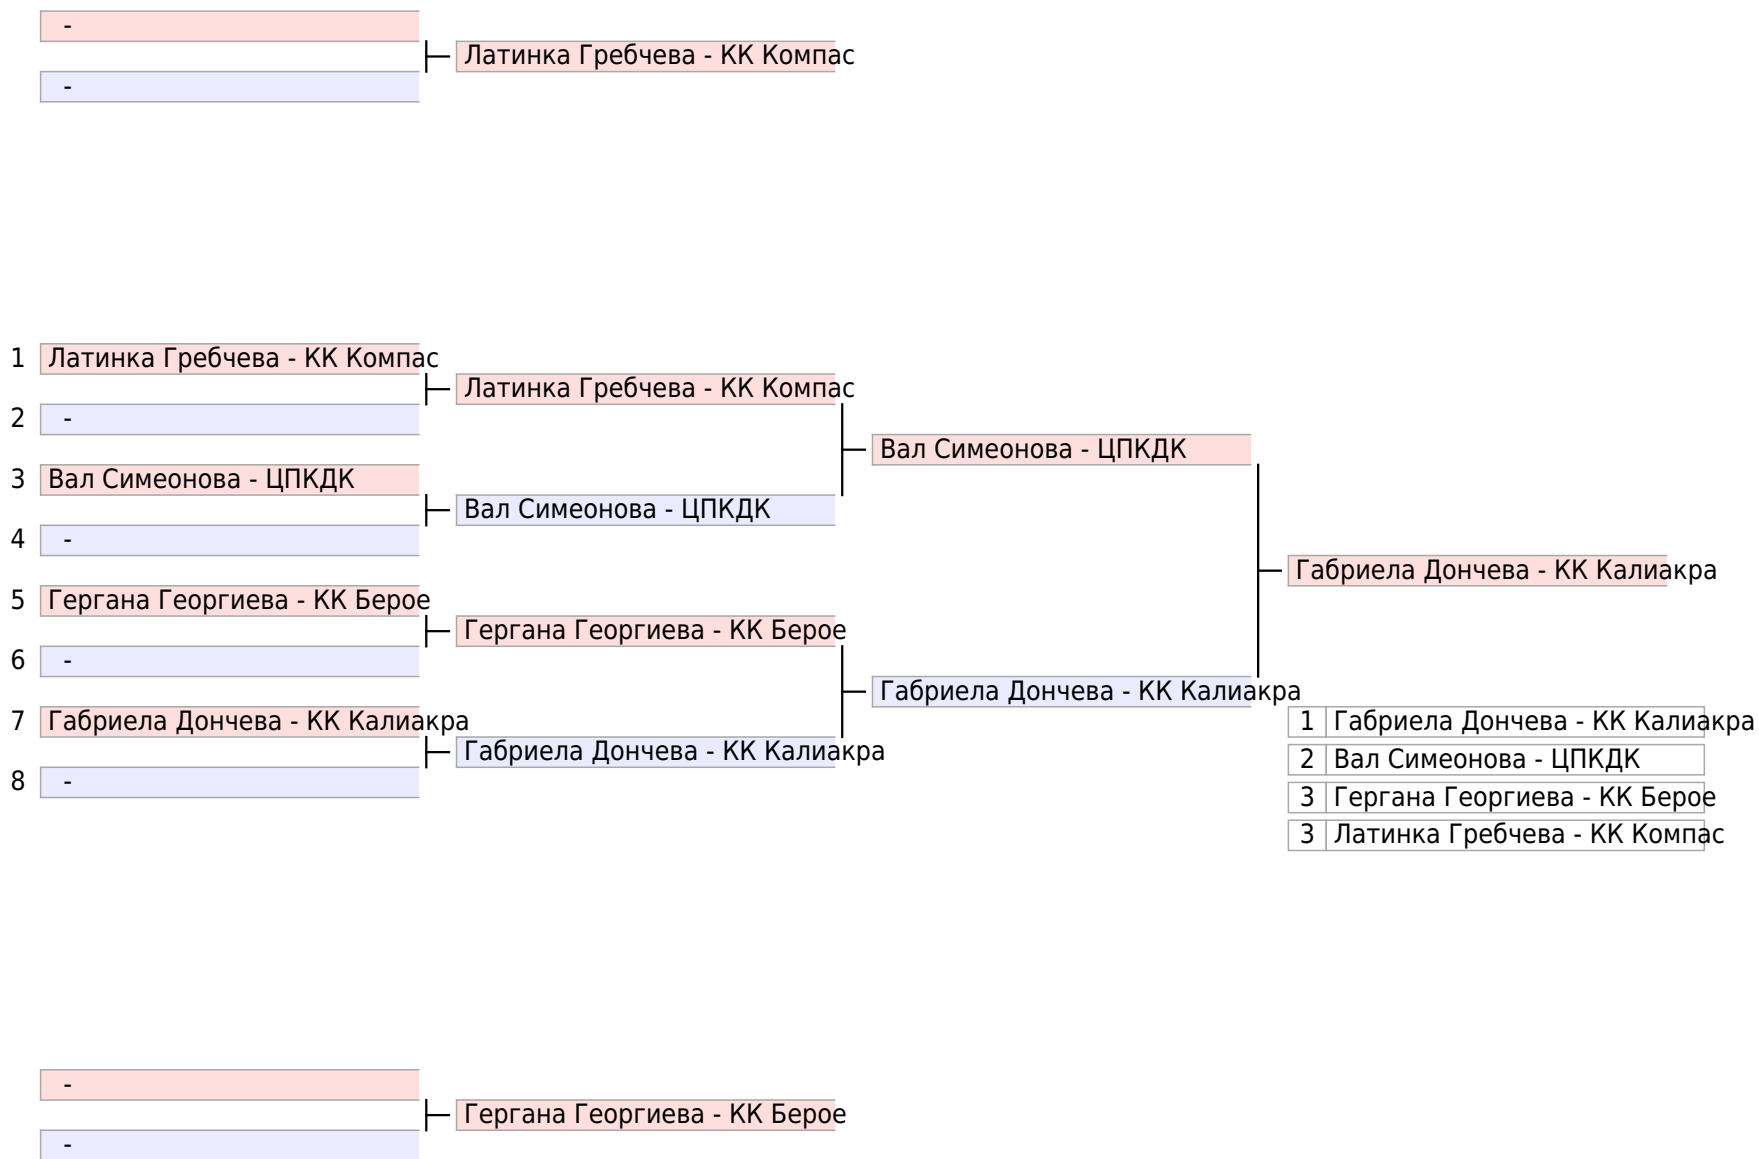 -
Латинка Гребчева - КК Компас
-
1 Латинка Гребчева - КК Компас
Латинка Гребчева - КК Компас
2 -
Вал Симеонова - ЦПКДК
3 Вал Симеонова - ЦПКДК
Вал Симеонова - ЦПКДК
4 -
Габриела Дончева - КК Калиакра
5 Гергана Георгиева - КК Берое
Гергана Георгиева - КК Берое
6 -
Габриела Дончева - КК Калиакра
7 Габриела Дончева - КК Калиакра
Габриела Дончева - КК Калиакра
8 -
1 Габриела Дончева - КК Калиакра
2 Вал Симеонова - ЦПКДК
3 Гергана Георгиева - КК Берое
3 Латинка Гребчева - КК Компас
-
Гергана Георгиева - КК Берое
-